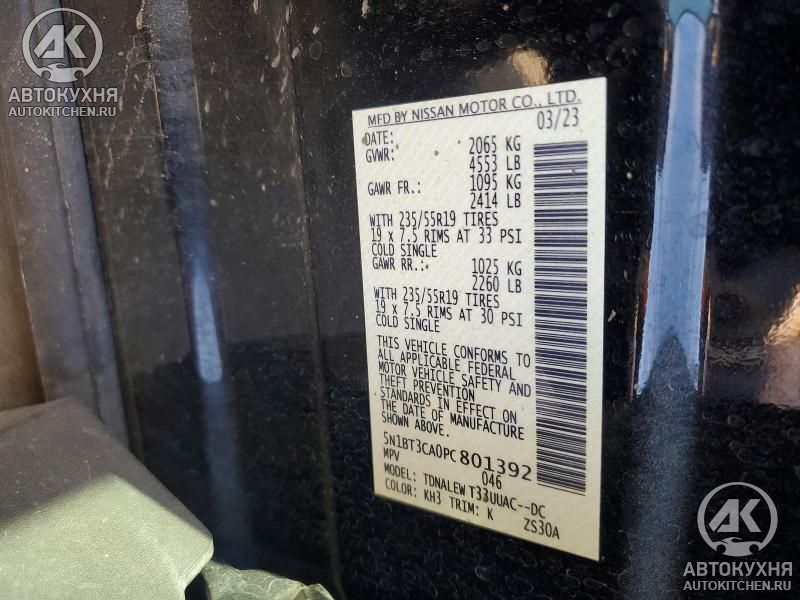 АК
АВТОКУХНЯ
AUTOKITCHEN.RU
MFD BY NISSAN MOTOR CO., LTD.
DATE: 03/23
GVWR: 2065 KG
4553 LB
GAWR FR.: 1095 KG
2414 LB
WITH 235/55R19 TIRES
19 x 7.5 RIMS AT 33 PSI
COLD SINGLE
GAWR RR.: 1025 KG
2260 LB
WITH 235/55R19 TIRES
19 x 7.5 RIMS AT 30 PSI
COLD SINGLE
THIS VEHICLE CONFORMS TO
ALL APPLICABLE FEDERAL
MOTOR VEHICLE SAFETY AND
THEFT PREVENTION
STANDARDS IN EFFECT ON
THE DATE OF MANUFACTURE
SHOWN ABOVE.
5N1BT3CA0PC801392
MPV 046
MODEL: TDNALEWT33UUAC--DC
COLOR: KH3 TRIM: K ZS30A
АК
АВТОКУХНЯ
AUTOKITCHEN.RU